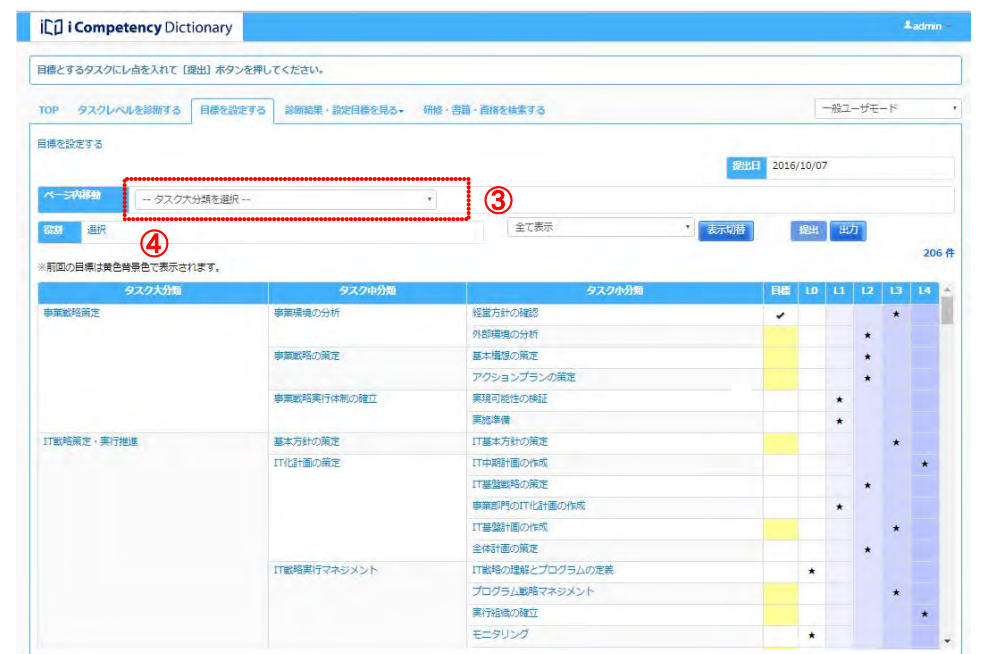 iCD i Competency Dictionary
admin
目標とするタスクにレ点を入れて [提出] ボタンを押してください。
TOP タスクレベルを診断する 目標を設定する 診断結果・設定目標を見る 研修・書籍・資格を検索する 一般ユーザモード
目標を設定する
提出日 2016/10/07
ページ内移動 -- タスク大分類を選択 -- ③
役割 選択 ④ 全て表示 表示切替 提出 出力
206 件
※前回の目標は黄色背景色で表示されます。
タスク大分類 タスク中分類 タスク小分類 目標 L0 L1 L2 L3 L4
事業戦略策定 事業環境の分析 経営方針の確認 ✔ ★
外部環境の分析 ★
事業戦略の策定 基本構想の策定 ★
アクションプランの策定 ★
事業戦略実行体制の確立 実現可能性の検証 ★
実施準備 ★
IT戦略策定・実行推進 基本方針の策定 IT基本方針の策定 ★
IT化計画の策定 IT中期計画の作成 ★
IT基盤戦略の策定 ★
事業部門のIT化計画の作成 ★
IT基盤計画の作成 ★
全体計画の策定 ★
IT戦略実行マネジメント IT戦略の理解とプログラムの定義 ★
プログラム戦略マネジメント ★
実行組織の確立 ★
モニタリング ★